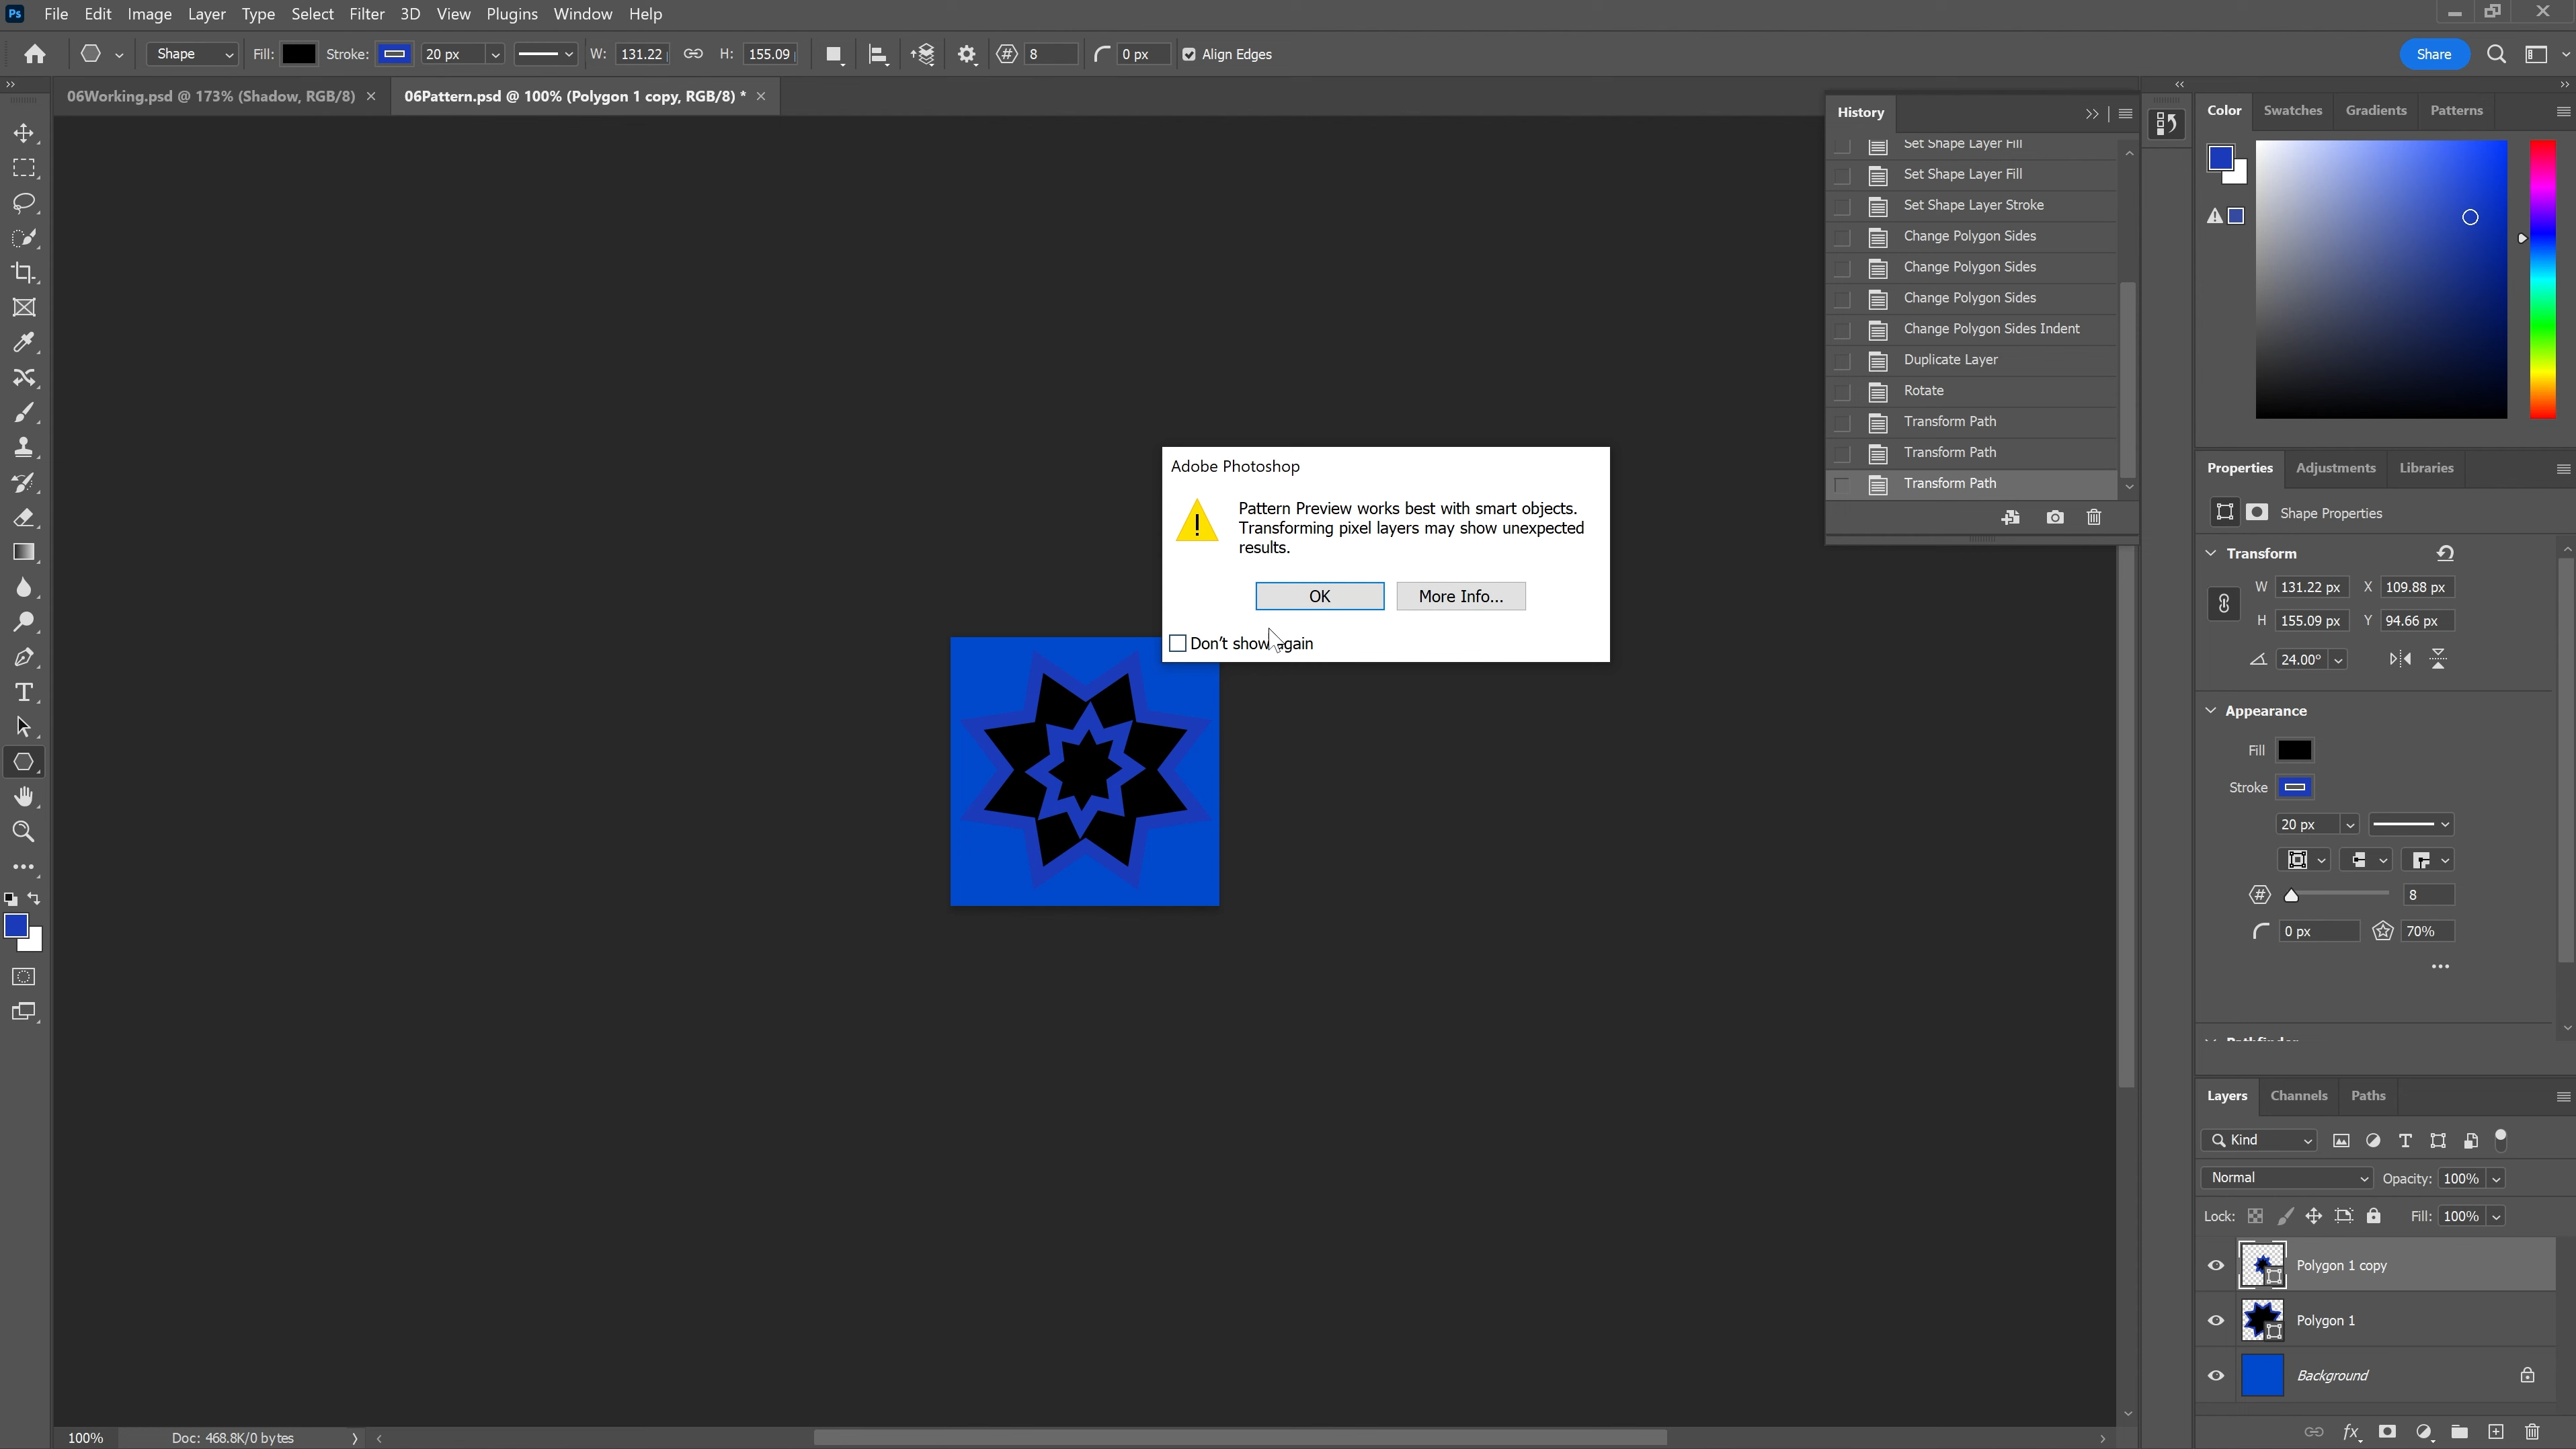 Ps File Edit Image Layer Type Select Filter 3D View Plugins Window Help
Shape Fill: Stroke: 20 px W: 131.22 H: 155.09 8 0 px Align Edges Share
06Working.psd @ 173% (Shadow, RGB/8) 06Pattern.psd @ 100% (Polygon 1 copy, RGB/8) *
History
Set Shape Layer Fill
Set Shape Layer Fill
Set Shape Layer Stroke
Change Polygon Sides
Change Polygon Sides
Change Polygon Sides
Change Polygon Sides Indent
Duplicate Layer
Rotate
Transform Path
Transform Path
Transform Path
Adobe Photoshop
Pattern Preview works best with smart objects.
Transforming pixel layers may show unexpected
results.
OK More Info...
Don't show again
Color Swatches Gradients Patterns
Properties Adjustments Libraries
Shape Properties
Transform
W 131.22 px X 109.88 px
H 155.09 px Y 94.66 px
24.00°
Appearance
Fill
Stroke
20 px
8
0 px 70%
Pathfinder
Layers Channels Paths
Kind
Normal Opacity: 100%
Lock: Fill: 100%
Polygon 1 copy
Polygon 1
Background
fx
100% Doc: 468.8K/0 bytes